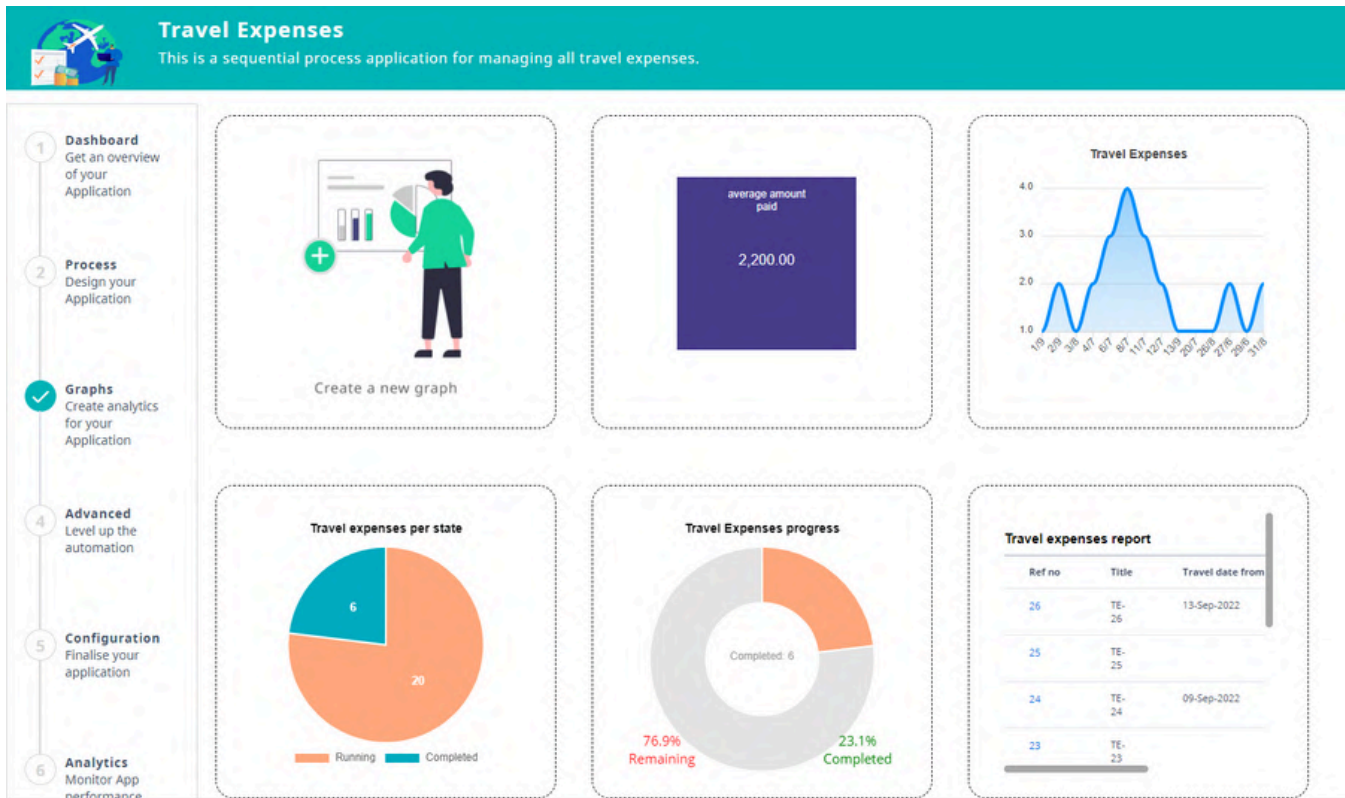 Travel Expenses
This is a sequential process application for managing all travel expenses.
1
Dashboard
Get an overview
of your
Application
2
Process
Design your
Application
Graphs
Create analytics
for your
Application
4
Advanced
Level up the
automation
5
Configuration
Finalise your
application
6
Analytics
Monitor App
performance
Create a new graph
average amount
paid
2,200.00
Travel Expenses
4.0
3.0
2.0
1.0
1/9 2/9 3/8 4/7 6/7 8/7 11/7 12/7 13/9 20/7 26/8 27/6 29/6 31/8
Travel expenses per state
6
20
Running Completed
Travel Expenses progress
Completed: 6
76.9%
Remaining
23.1%
Completed
Travel expenses report
Ref no Title Travel date from
26 TE- 13-Sep-2022
26
25 TE-
25
24 TE- 09-Sep-2022
24
23 TE-
23